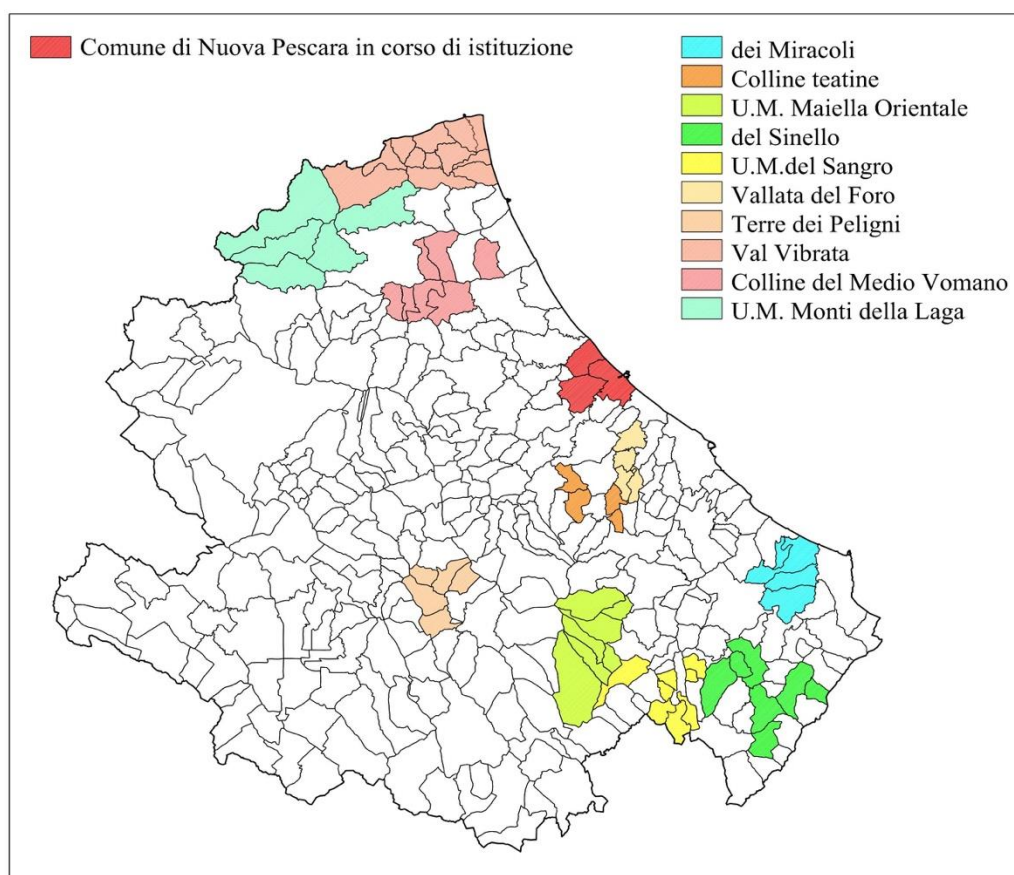 Comune di Nuova Pescara in corso di istituzione
dei Miracoli
Colline teatine
U.M. Maiella Orientale
del Sinello
U.M.del Sangro
Vallata del Foro
Terre dei Peligni
Val Vibrata
Colline del Medio Vomano
U.M. Monti della Laga